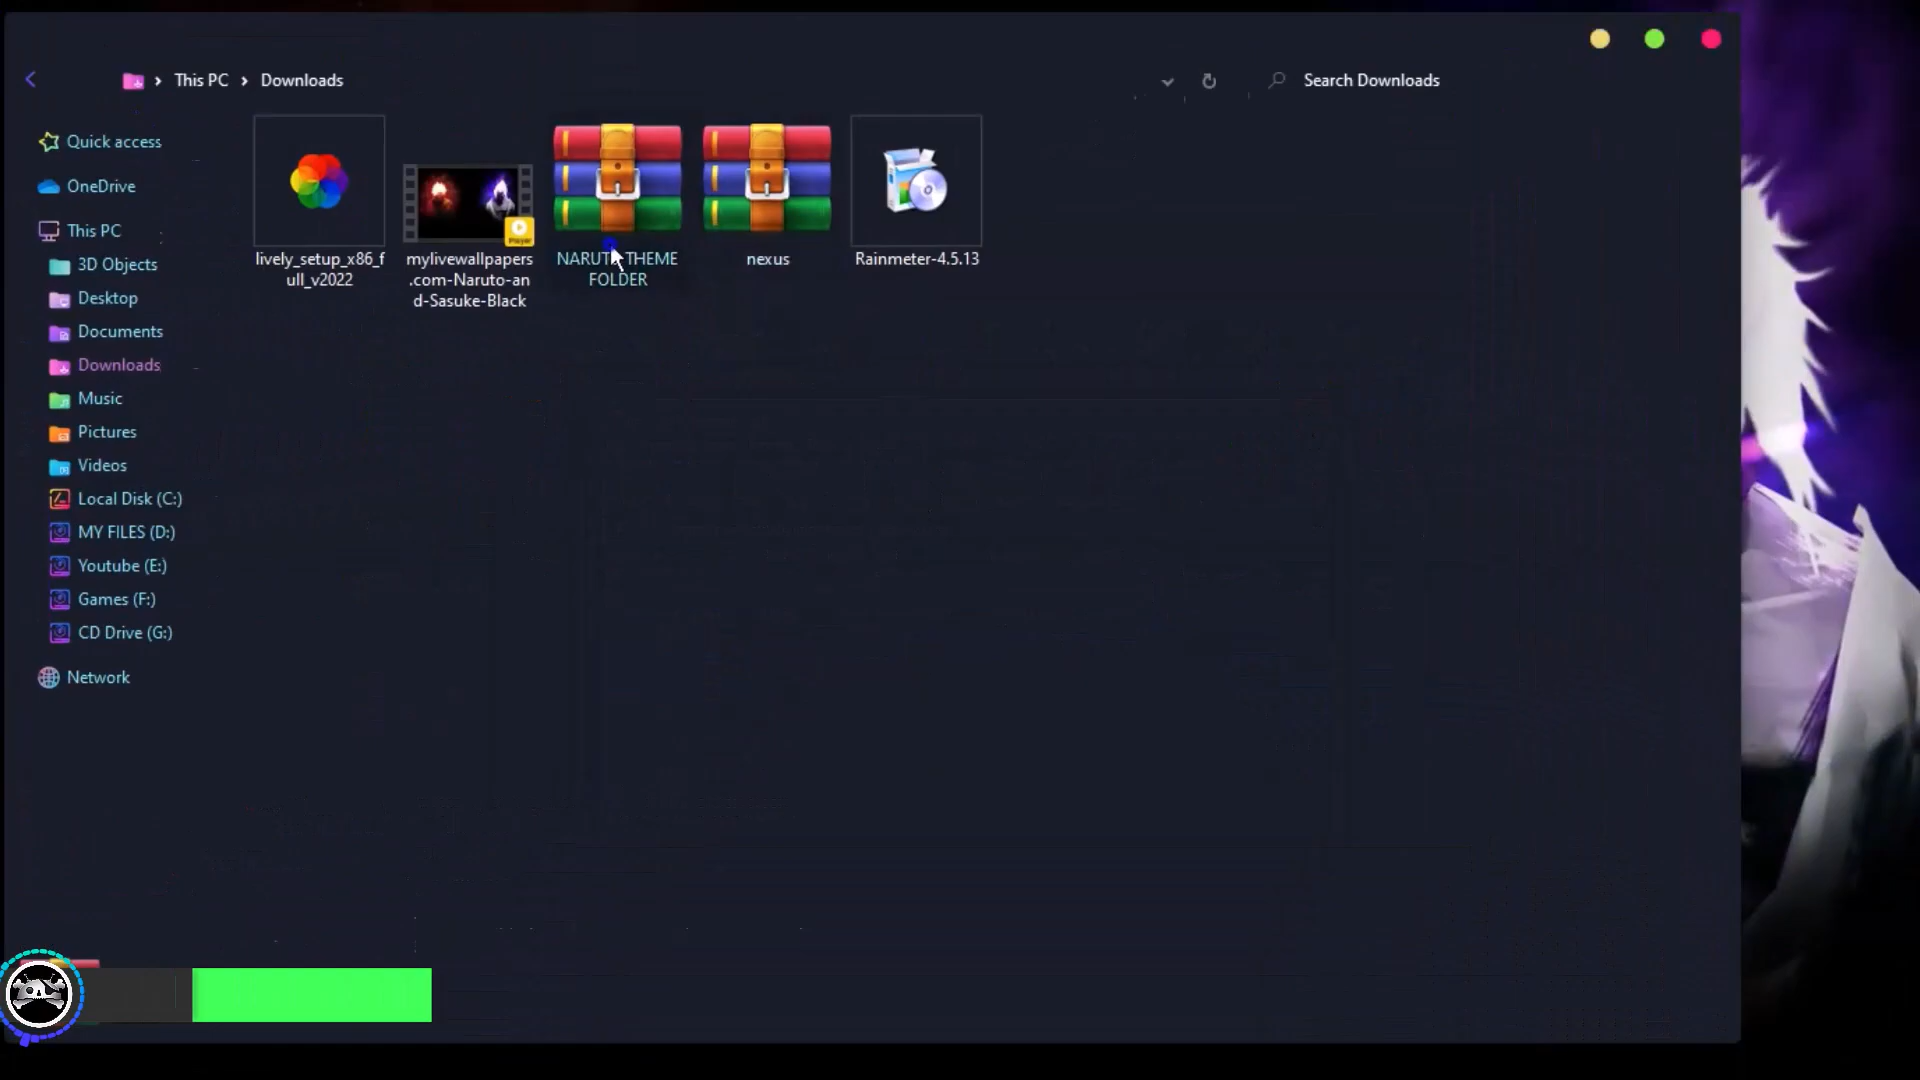 This PC
Downloads
Search Downloads
Quick access
OneDrive
This PC
3D Objects
Desktop
Documents
Downloads
Music
Pictures
Videos
Local Disk (C:)
MY FILES (D:)
Youtube (E:)
Games (F:)
CD Drive (G:)
Network
lively_setup_x86_f
ull_v2022
Player
mylivewallpapers
.com-Naruto-an
d-Sasuke-Black
NARUTO THEME
FOLDER
nexus
Rainmeter-4.5.13